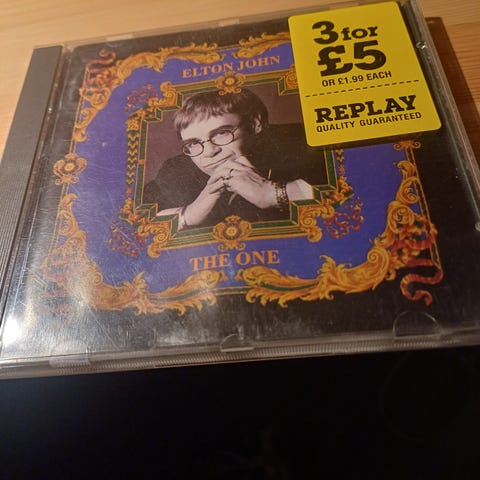 3 for
£5
OR £1.99 EACH
REPLAY
QUALITY GUARANTEED
ELTON JOHN
THE ONE